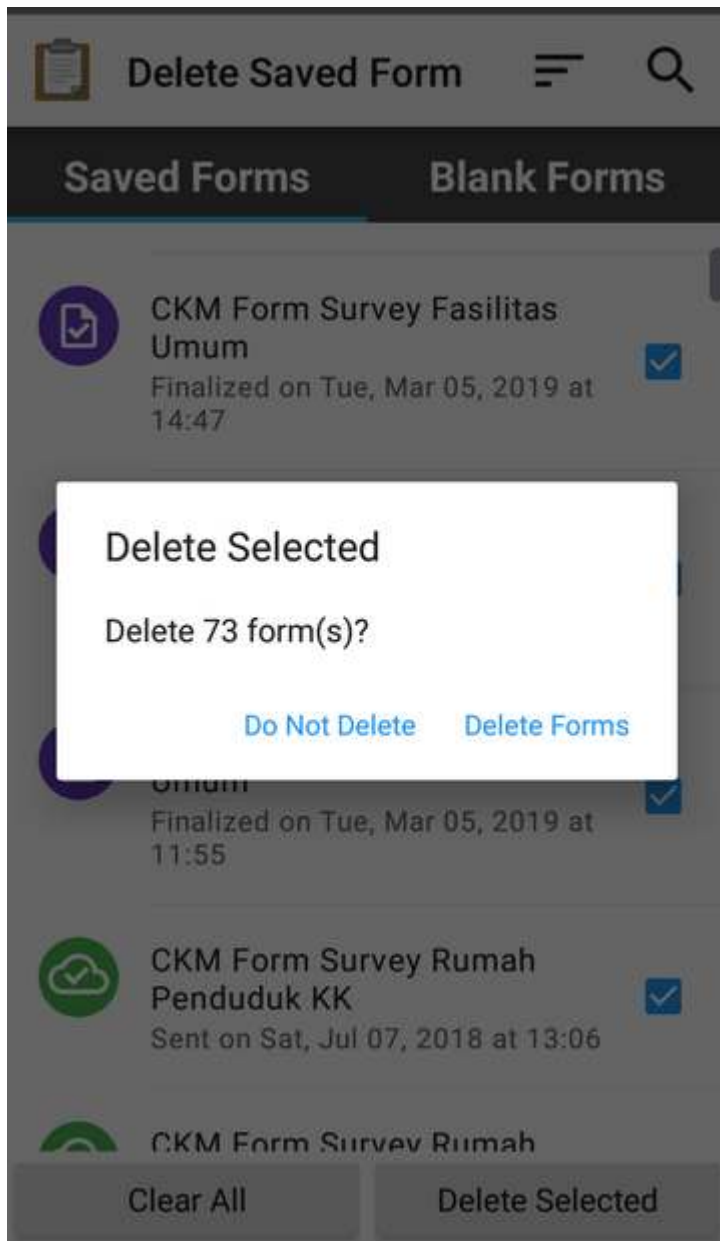 Delete Saved Form
Saved Forms
Blank Forms
CKM Form Survey Fasilitas
Umum
Finalized on Tue, Mar 05, 2019 at
14:47
Delete Selected
Delete 73 form(s)?
Do Not Delete
Delete Forms
Umum
Finalized on Tue, Mar 05, 2019 at
11:55
CKM Form Survey Rumah
Penduduk KK
Sent on Sat, Jul 07, 2018 at 13:06
CKM Form Survey Rumah
Clear All
Delete Selected